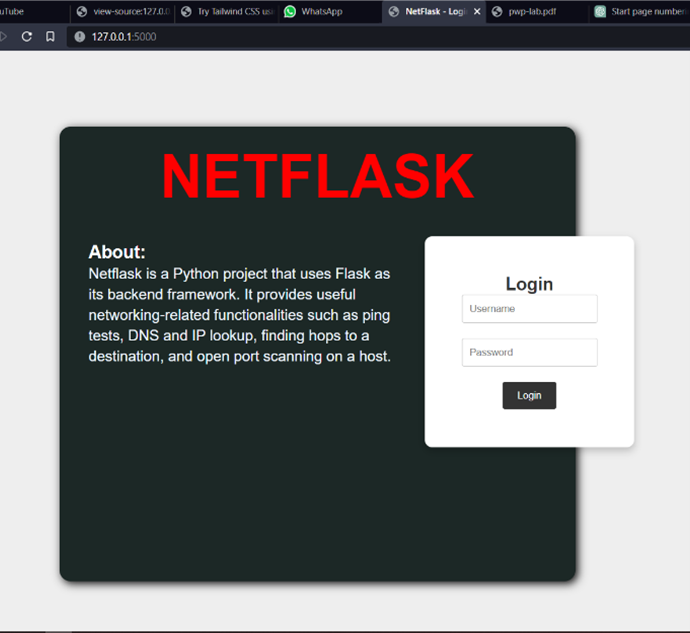 uTube
view-source:127.0.0
Try Tailwind CSS us
WhatsApp
NetFlask - Logi
pwp-lab.pdf
Start page number
127.0.0.1:5000
NETFLASK
About:
Netflask is a Python project that uses Flask as
its backend framework. It provides useful
networking-related functionalities such as ping
tests, DNS and IP lookup, finding hops to a
destination, and open port scanning on a host.
Login
Username
Password
Login